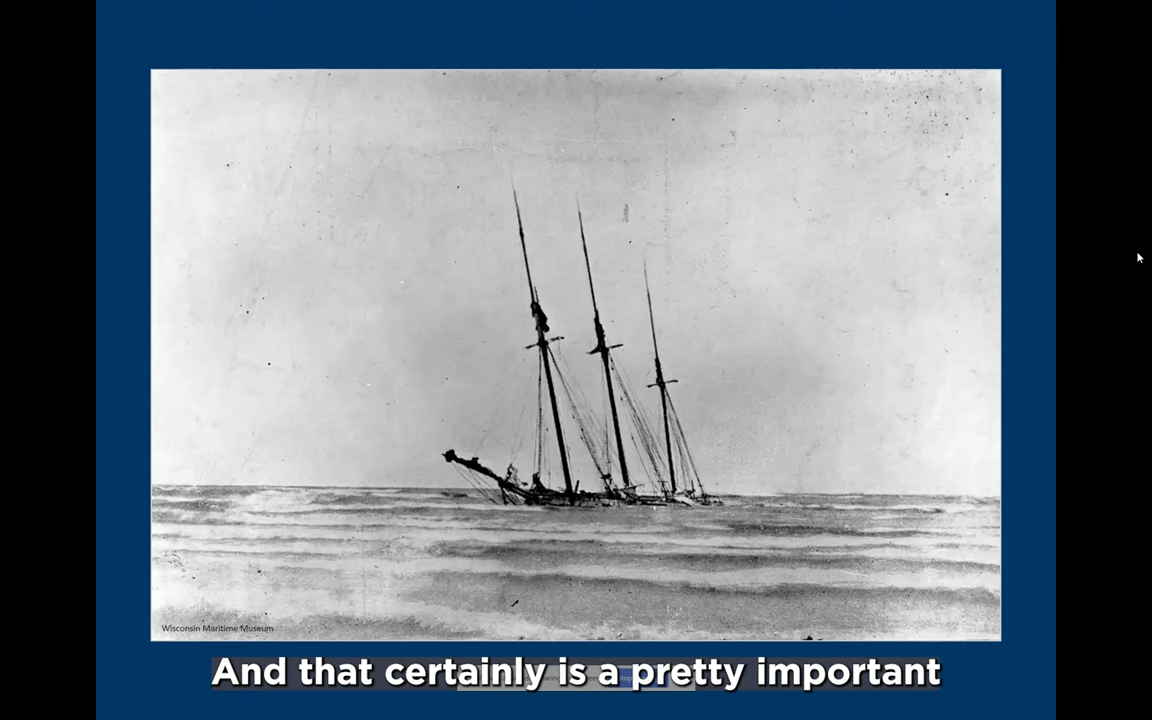 Wisconsin Maritime Museum
And that certainly is a pretty important